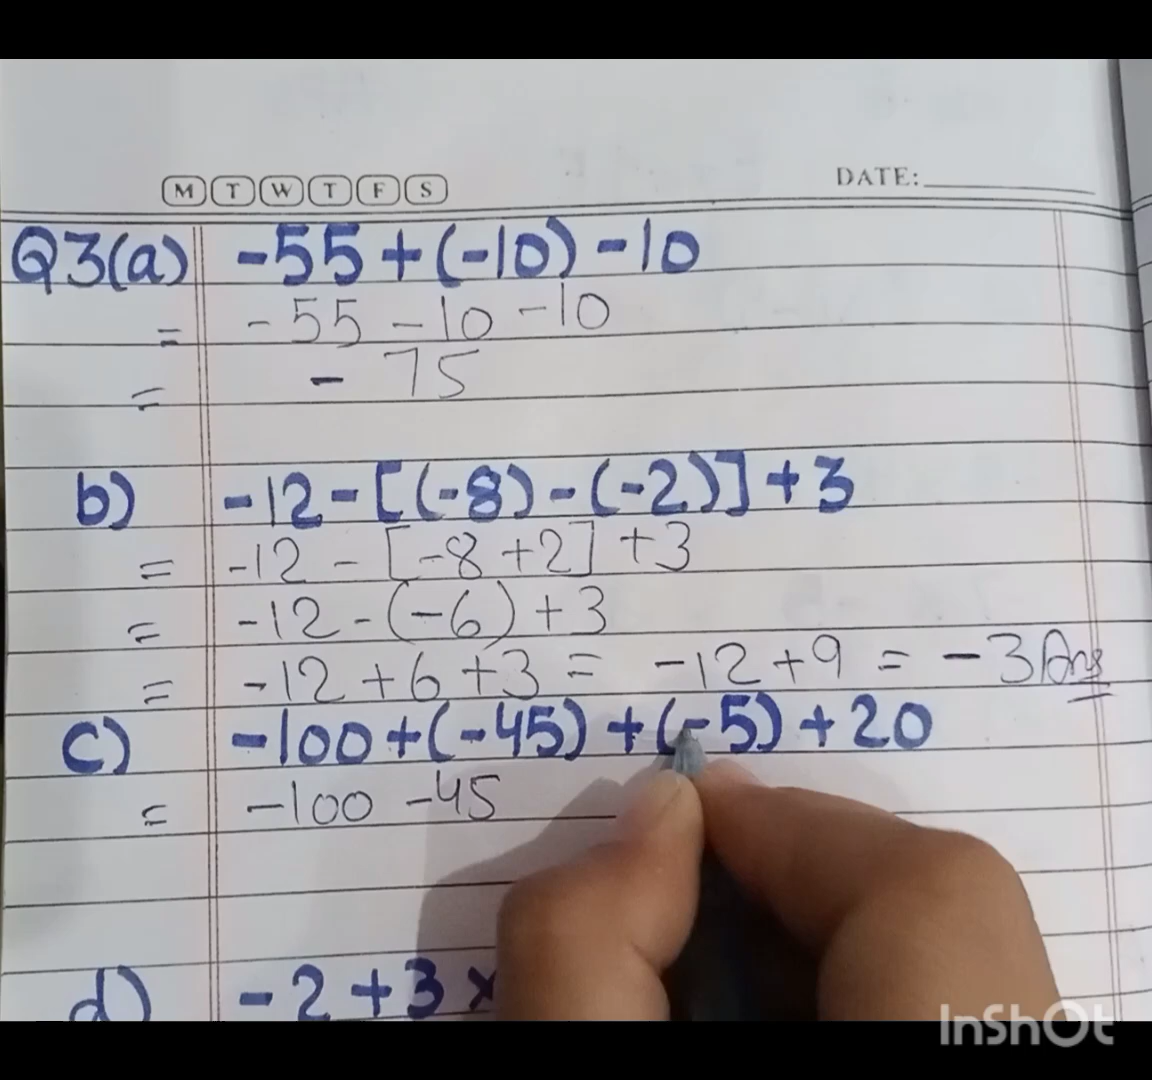 M T W T F S DATE:
Q3(a) -55+(-10)-10
= -55-10-10
= -75
b) -12-[(-8)-(-2)]+3
= -12-[-8+2]+3
= -12-(-6)+3
= -12+6+3= -12+9 = -3 Ans
c) -100+(-45)+(-5)+20
= -100-45
d) -2+3×
InShOt